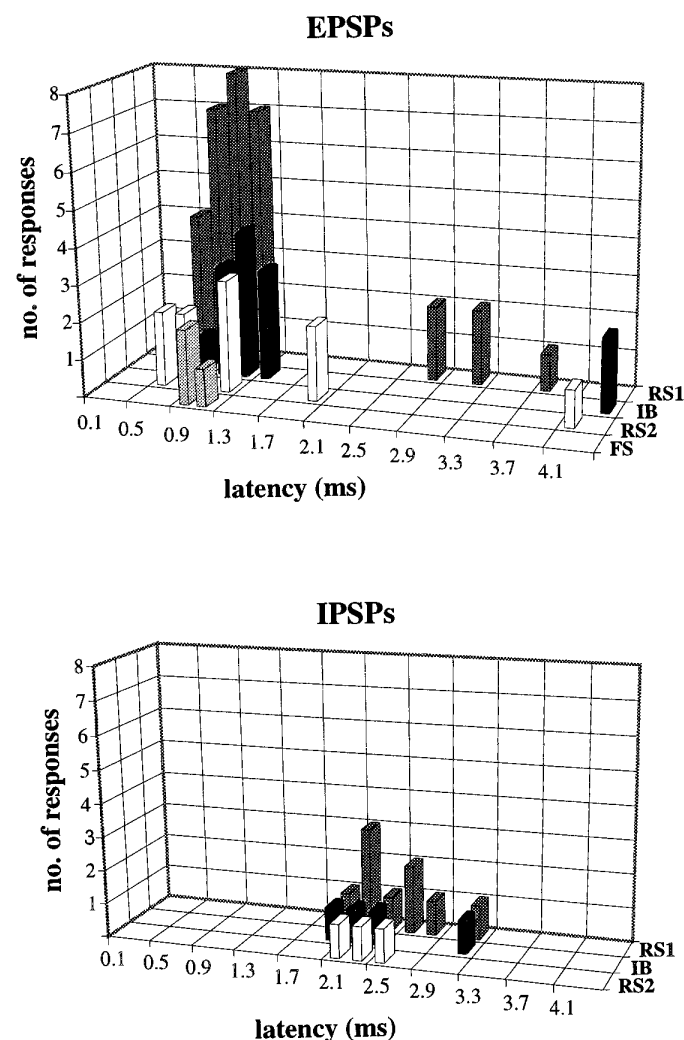 EPSPs
no. of responses
8
7
6
5
4
3
2
1
0.1 0.5 0.9 1.3 1.7 2.1 2.5 2.9 3.3 3.7 4.1
RS1
IB
RS2
FS
latency (ms)
IPSPs
no. of responses
8
7
6
5
4
3
2
1
0.1 0.5 0.9 1.3 1.7 2.1 2.5 2.9 3.3 3.7 4.1
RS1
IB
RS2
latency (ms)